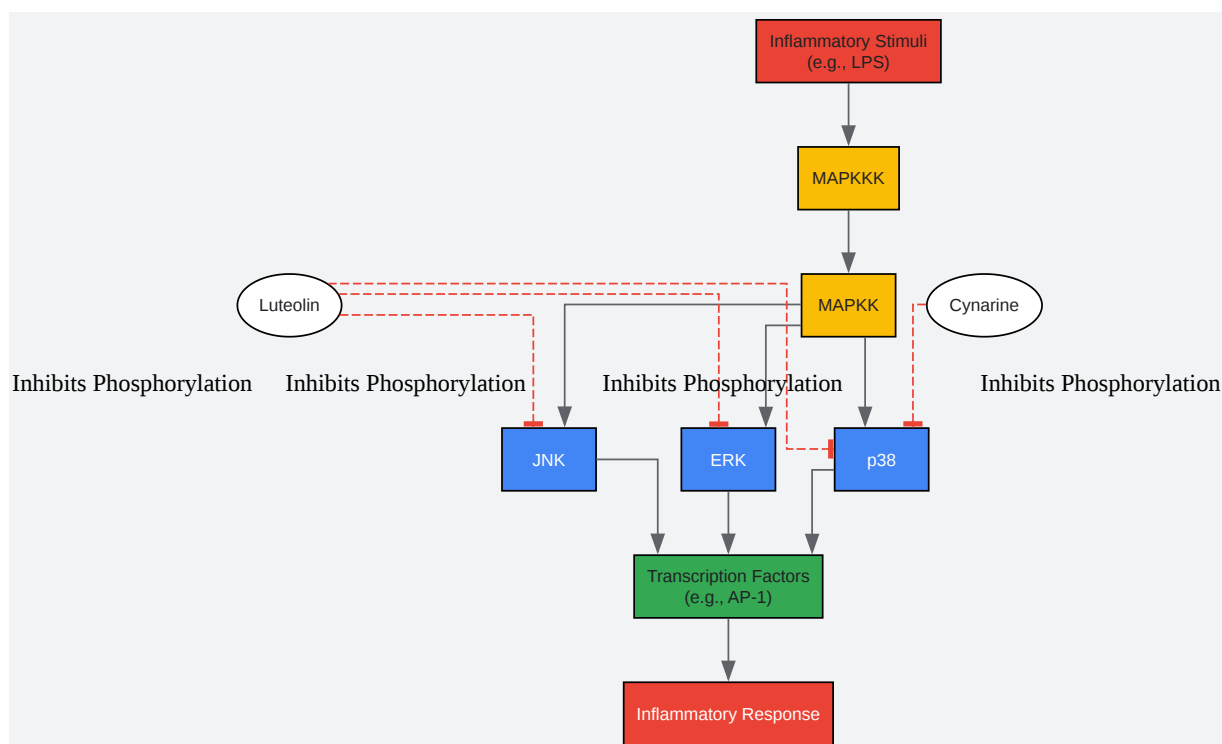 Inflammatory Stimuli
(e.g., LPS)
MAPKKK
Luteolin
MAPKK
Cynarine
Inhibits Phosphorylation
Inhibits Phosphorylation
Inhibits Phosphorylation
Inhibits Phosphorylation
JNK
ERK
p38
Transcription Factors
(e.g., AP-1)
Inflammatory Response